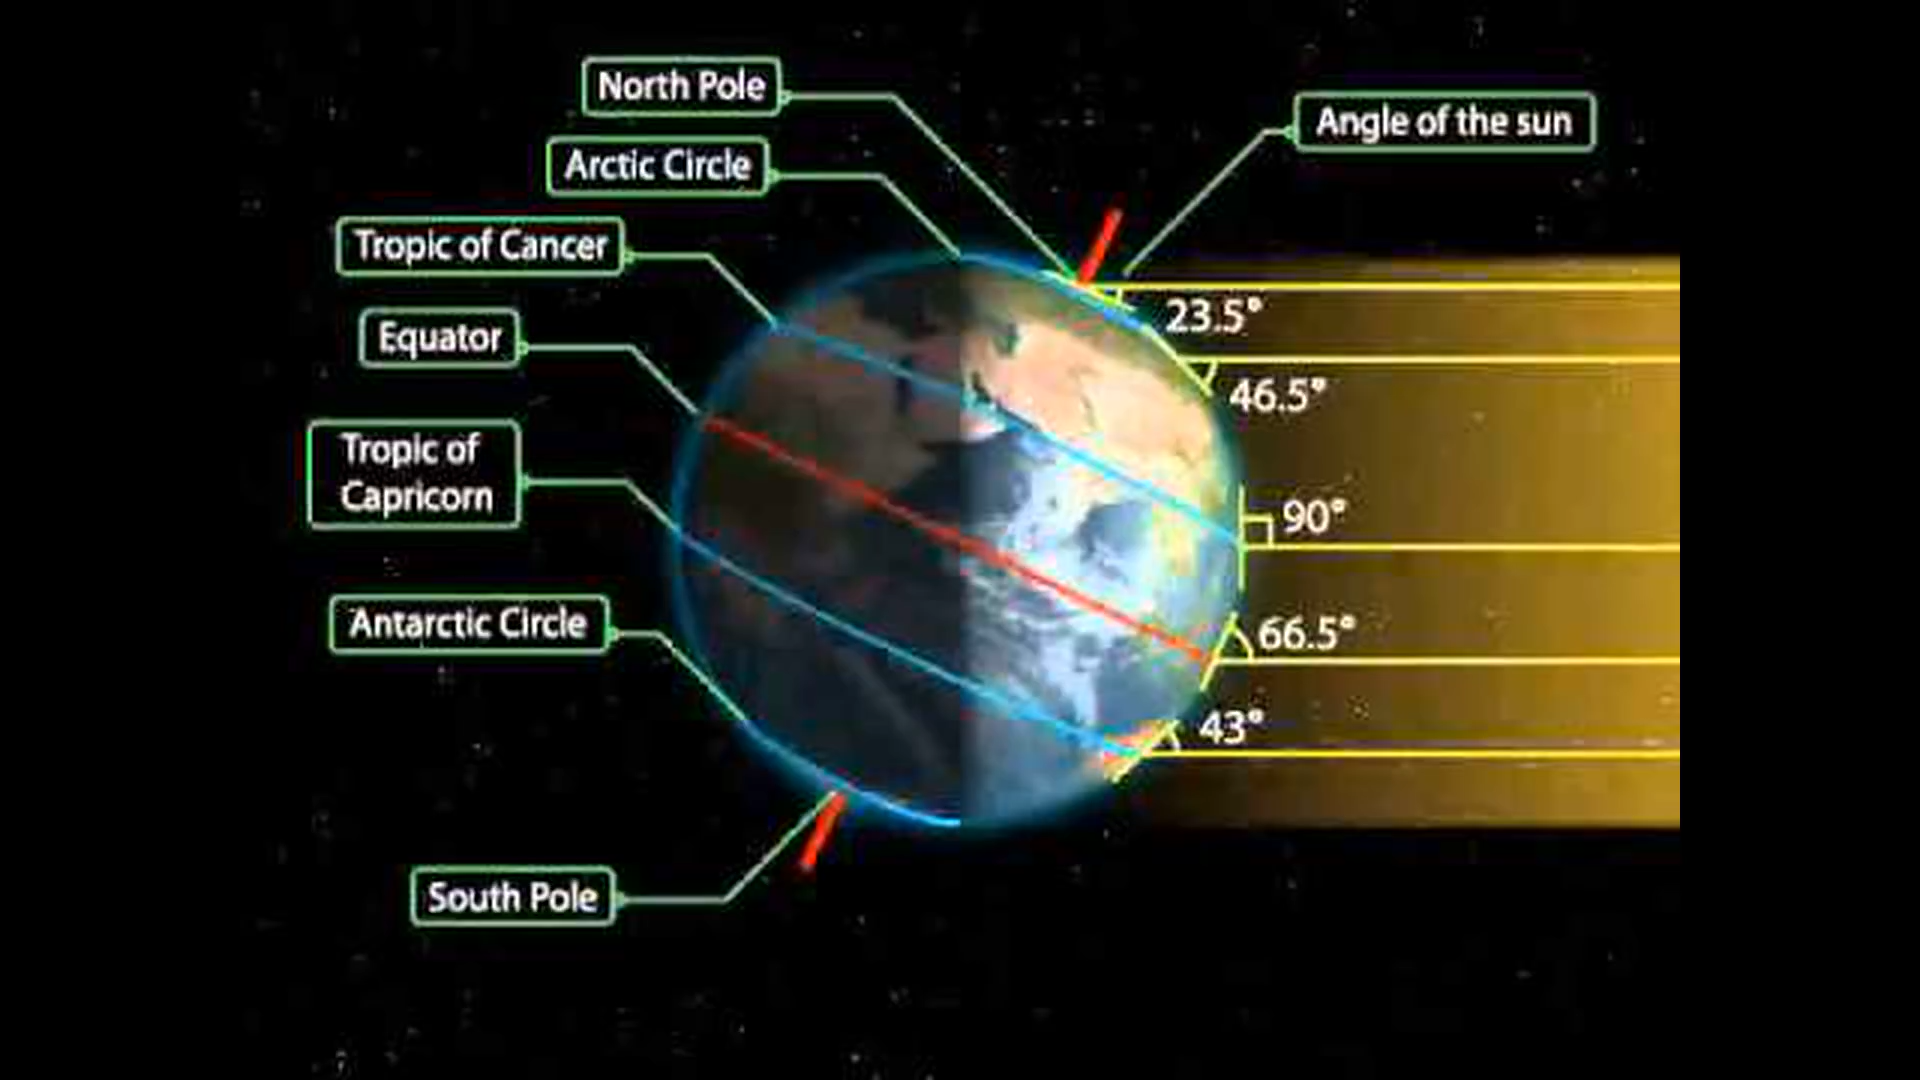 North Pole
Angle of the sun
Arctic Circle
Tropic of Cancer
23.5°
Equator
46.5°
Tropic of
Capricorn
90°
Antarctic Circle
66.5°
43°
South Pole